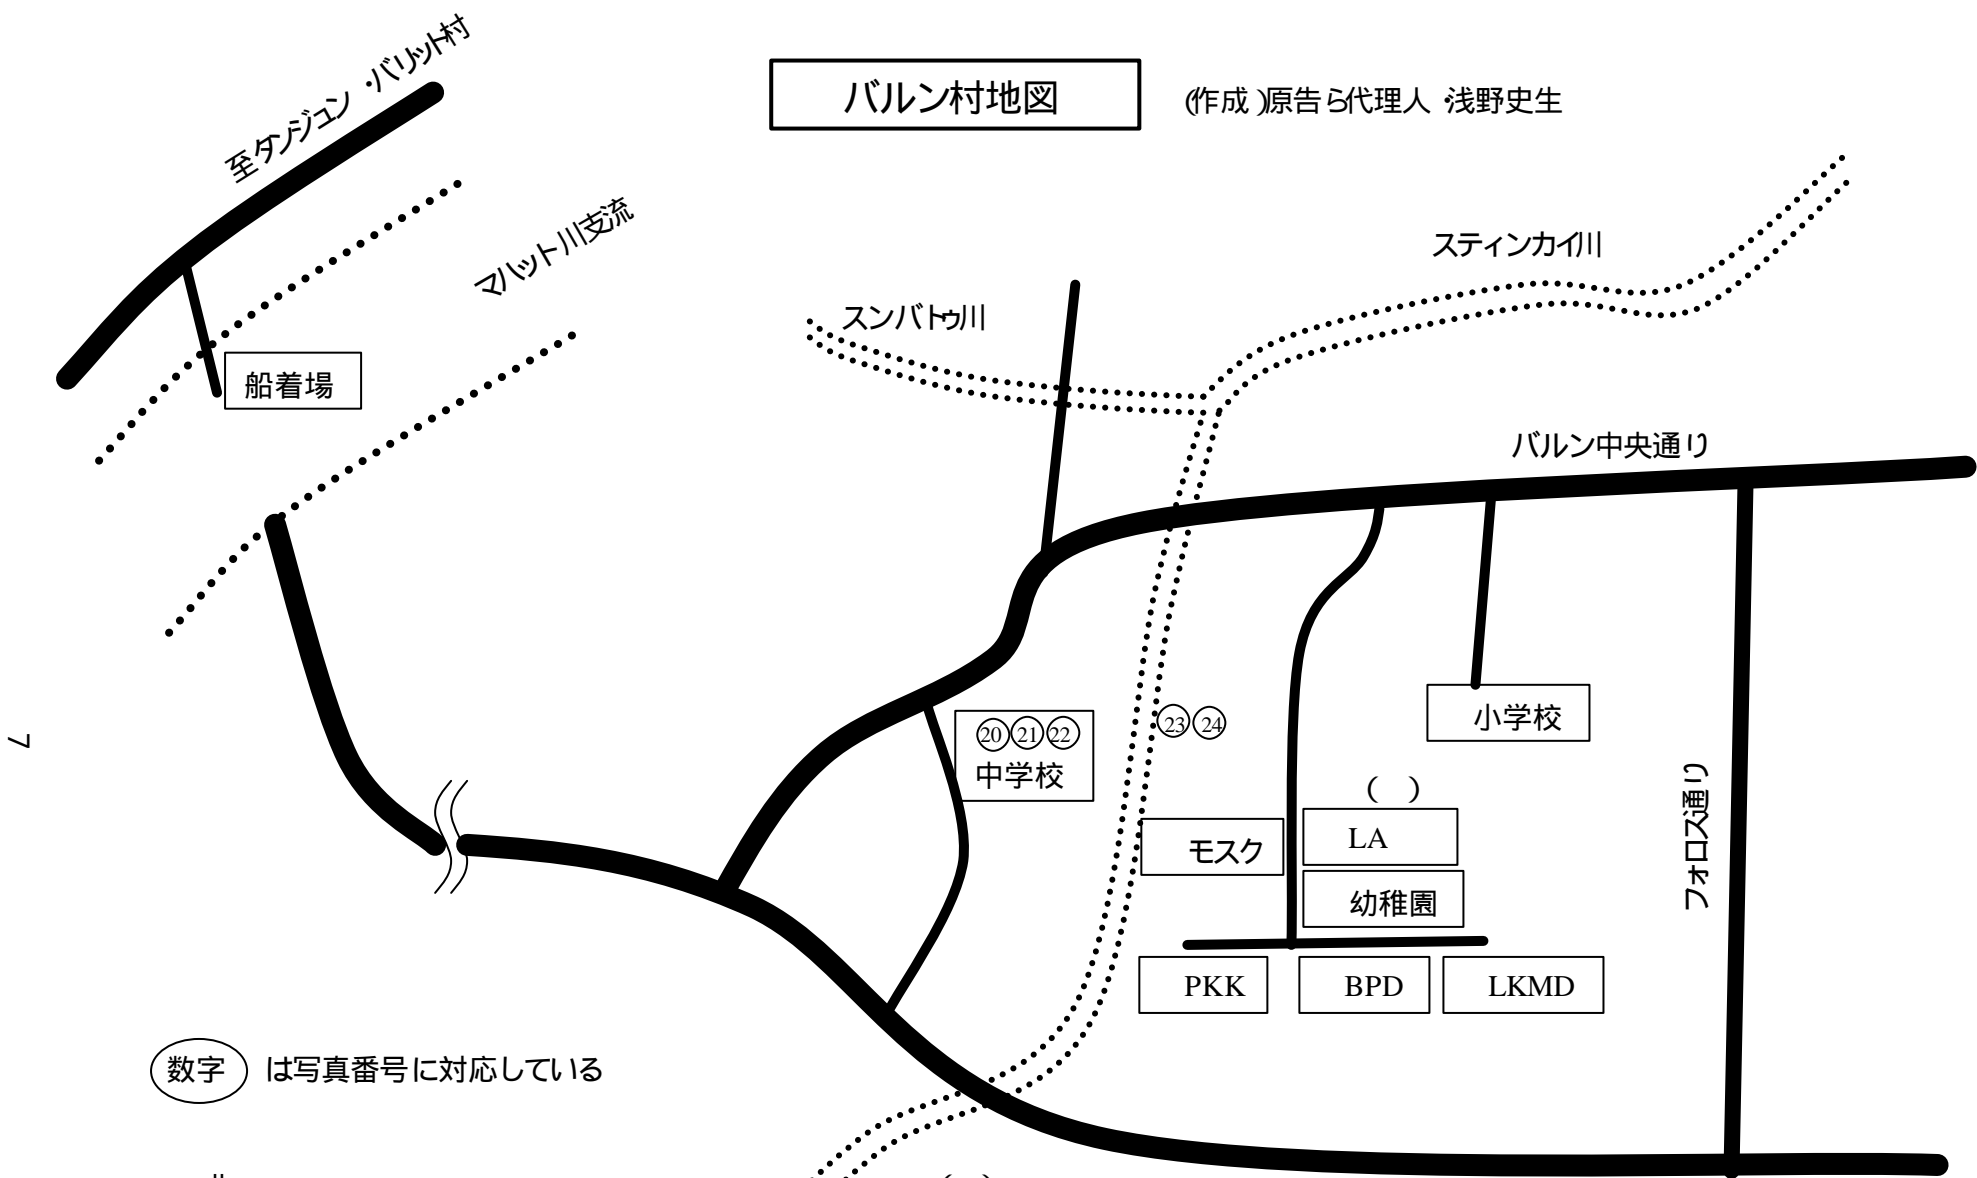 バルン村地図
(作成)原告ら代理人・浅野史生
至タンジュン・バリット村
マハット川支流
スティンカイ川
スンバトゥ川
船着場
バルン中央通り
小学校
⑳㉑㉒
中学校
㉓㉔
( )
LA
モスク
幼稚園
フォロス通り
PKK
BPD
LKMD
数字 は写真番号に対応している
7